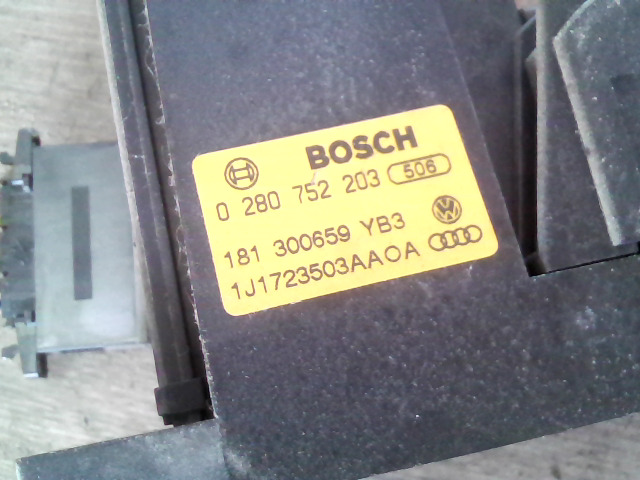 BOSCH
0 280 752 203 506
181 300659 YB3
1J1723503AAOA